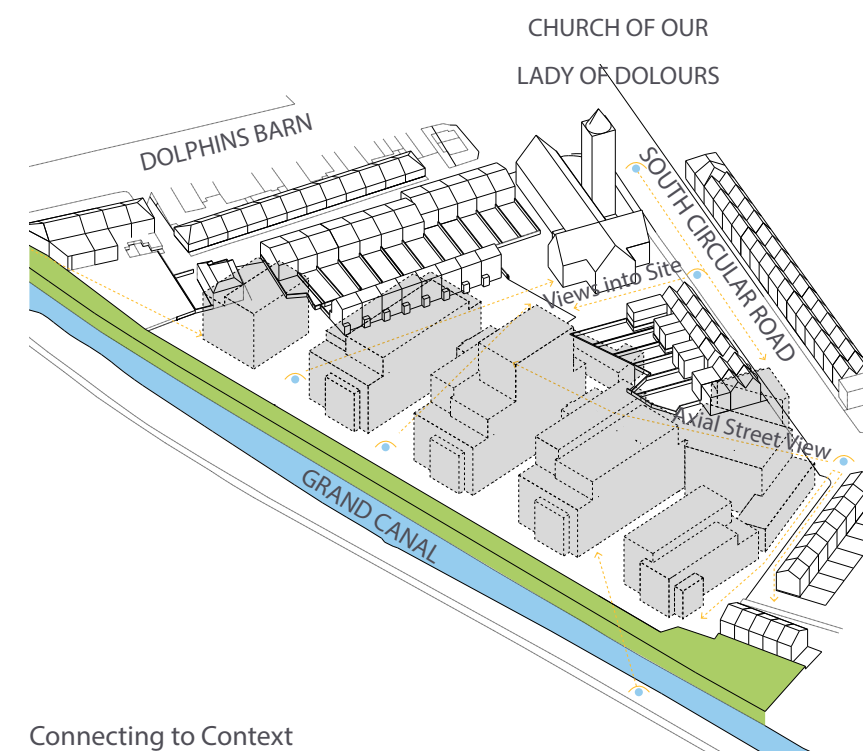 CHURCH OF OUR
LADY OF DOLOURS
DOLPHINS BARN
SOUTH CIRCULAR ROAD
Views into Site
Axial Street View
GRAND CANAL
Connecting to Context